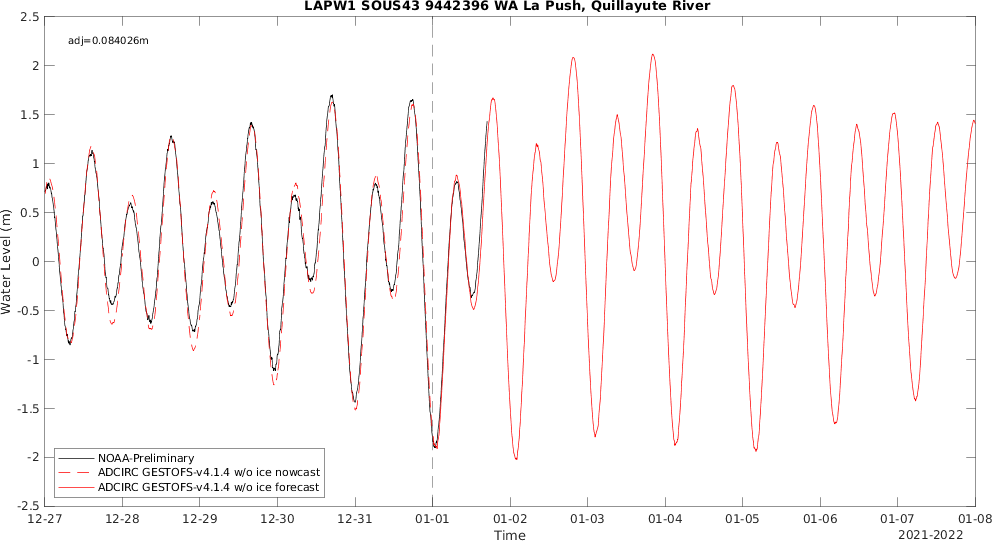 LAPW1 SOUS43 9442396 WA La Push, Quillayute River
adj=0.084026m
2.5
2
1.5
1
0.5
0
-0.5
-1
-1.5
-2
-2.5
Water Level (m)
NOAA-Preliminary
ADCIRC GESTOFS-v4.1.4 w/o ice nowcast
ADCIRC GESTOFS-v4.1.4 w/o ice forecast
12-27 12-28 12-29 12-30 12-31 01-01 01-02 01-03 01-04 01-05 01-06 01-07 01-08
Time
2021-2022